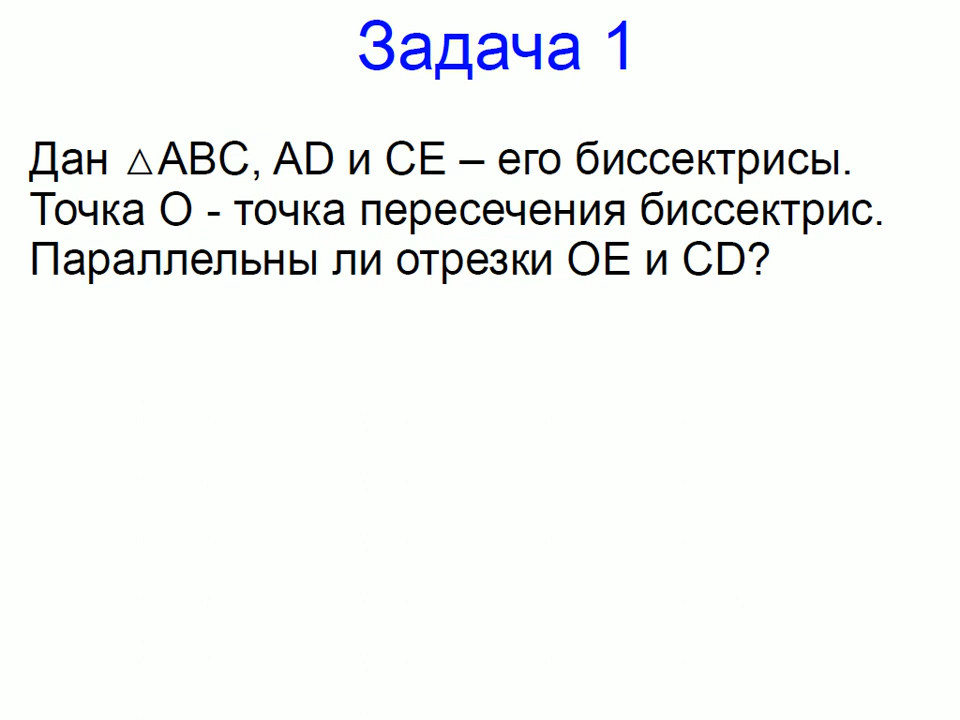 Задача 1
Дан △ABC, AD и CE – его биссектрисы.
Точка O - точка пересечения биссектрис.
Параллельны ли отрезки OE и CD?